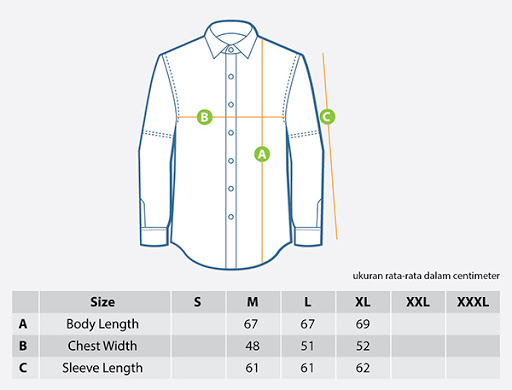 B
C
A
ukuran rata-rata dalam centimeter
Size S M L XL XXL XXXL
A Body Length 67 67 69
B Chest Width 48 51 52
C Sleeve Length 61 61 62